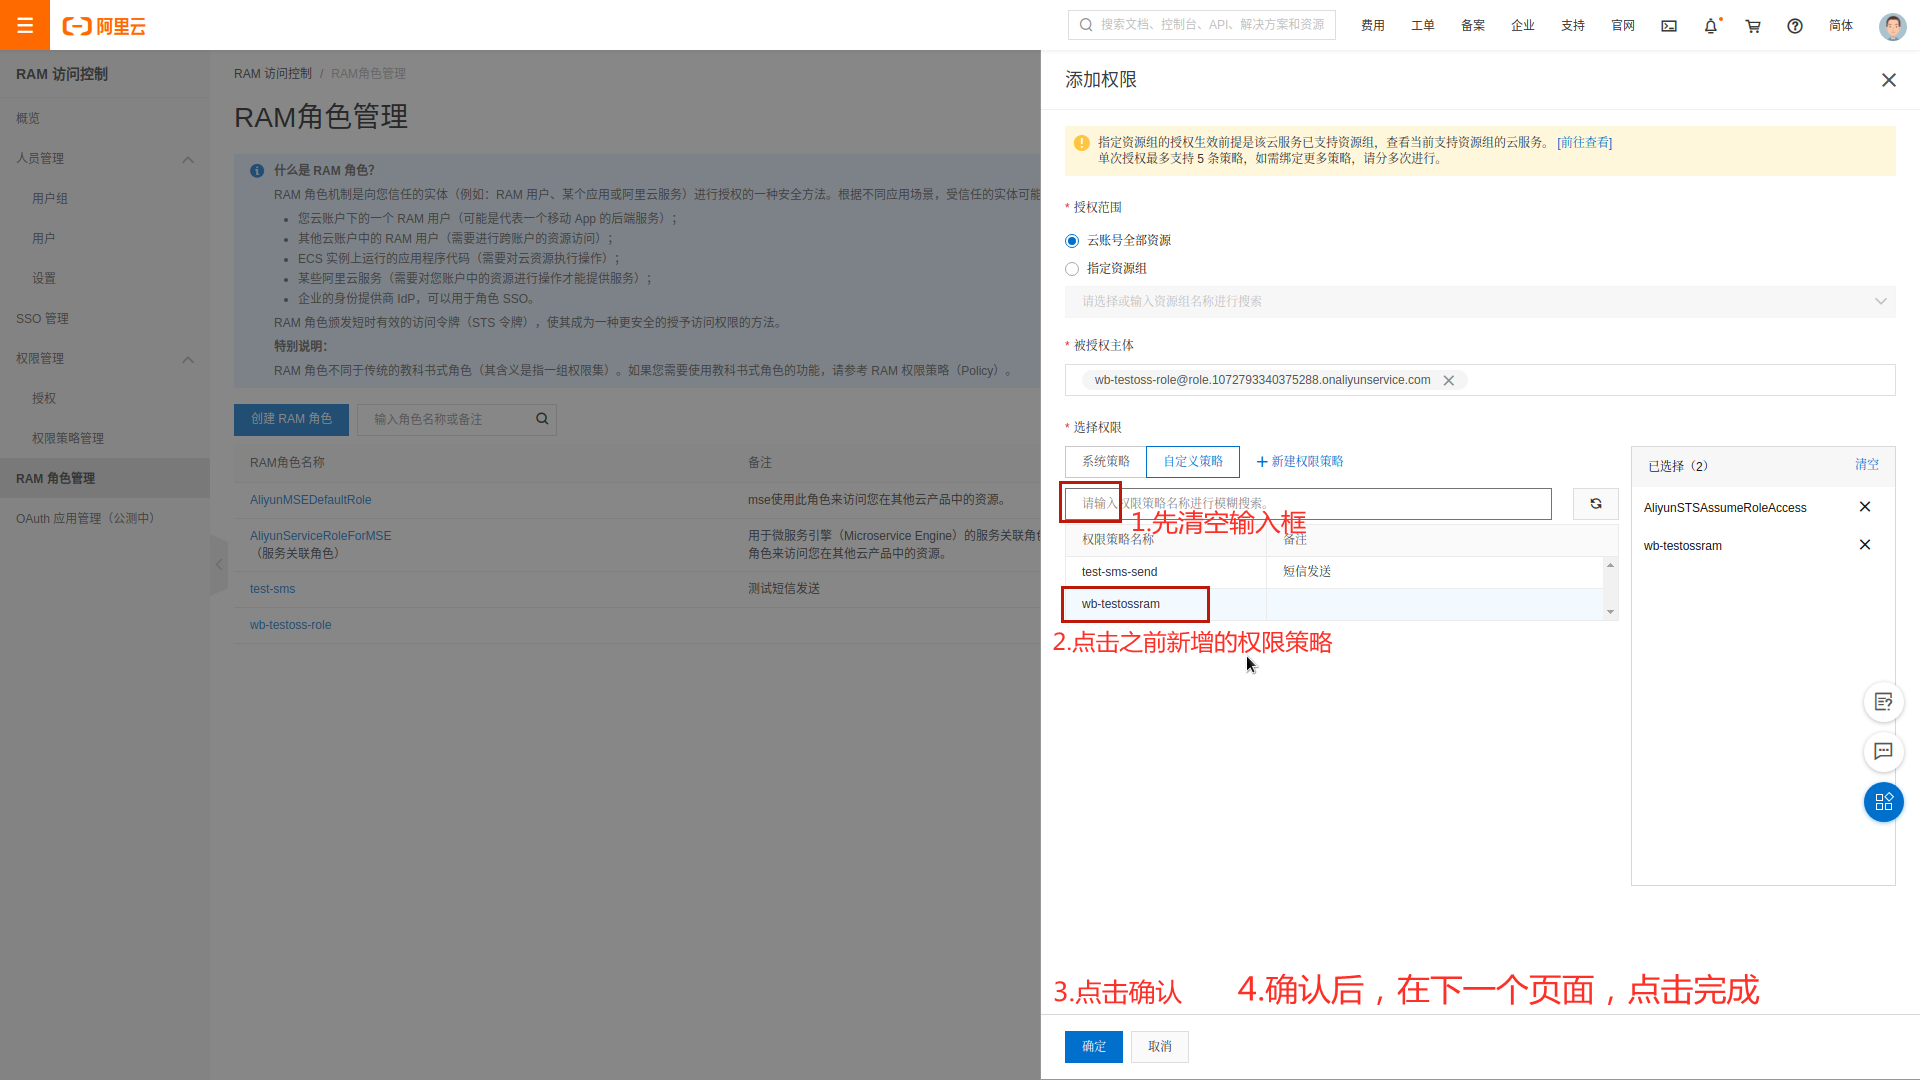 阿里云
搜索文档、控制台、API、解决方案和资源
费用
工单
备案
企业
支持
官网
简体
RAM 访问控制
概览
人员管理
用户组
用户
设置
SSO 管理
权限管理
授权
权限策略管理
RAM 角色管理
OAuth 应用管理（公测中）
RAM 访问控制 / RAM角色管理
RAM角色管理
什么是 RAM 角色？
RAM 角色机制是向您信任的实体（例如：RAM 用户、某个应用或阿里云服务）进行授权的一种安全方法。根据不同应用场景，受信任的实体可能
您云账户下的一个 RAM 用户（可能是代表一个移动 App 的后端服务）；
其他云账户中的 RAM 用户（需要进行跨账户的资源访问）；
ECS 实例上运行的应用程序代码（需要对云资源执行操作）；
某些阿里云服务（需要对您账户中的资源进行操作才能提供服务）；
企业的身份提供商 IdP，可以用于角色 SSO。
RAM 角色颁发短时有效的访问令牌（STS 令牌），使其成为一种更安全的授予访问权限的方法。
特别说明：
RAM 角色不同于传统的教科书式角色（其含义是指一组权限集）。如果您需要使用教科书式角色的功能，请参考 RAM 权限策略（Policy）。
创建 RAM 角色
输入角色名称或备注
RAM角色名称
备注
AliyunMSEDefaultRole
mse使用此角色来访问您在其他云产品中的资源。
AliyunServiceRoleForMSE
（服务关联角色）
用于微服务引擎（Microservice Engine）的服务关联角
角色来访问您在其他云产品中的资源。
test-sms
测试短信发送
wb-testoss-role
添加权限
指定资源组的授权生效前提是该云服务已支持资源组，查看当前支持资源组的云服务。 [前往查看]
单次授权最多支持 5 条策略，如需绑定更多策略，请分多次进行。
* 授权范围
云账号全部资源
指定资源组
请选择或输入资源组名称进行搜索
* 被授权主体
wb-testoss-role@role.1072793340375288.onaliyunservice.com
* 选择权限
系统策略
自定义策略
新建权限策略
请输入权限策略名称进行模糊搜索。
1.先清空输入框
权限策略名称
备注
test-sms-send
短信发送
wb-testossram
2.点击之前新增的权限策略
已选择（2）
清空
AliyunSTSAssumeRoleAccess
wb-testossram
3.点击确认
4.确认后，在下一个页面，点击完成
确定
取消